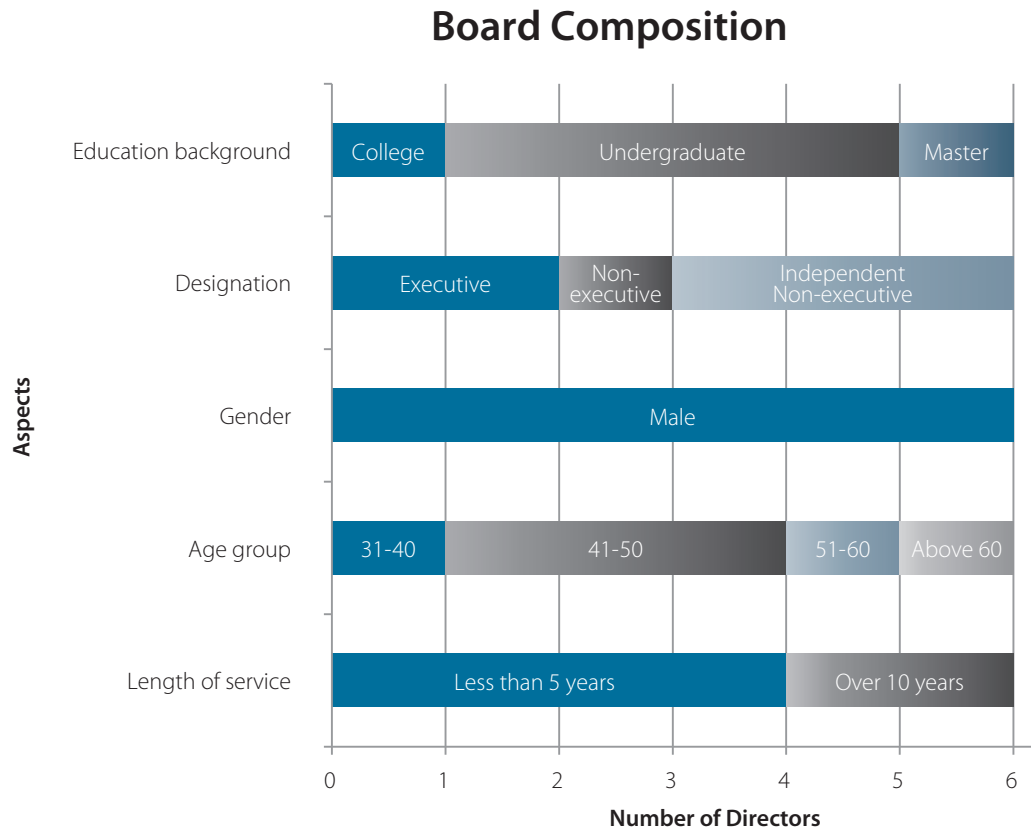 Board Composition
Education background
College
Undergraduate
Master
Designation
Executive
Non-
executive
Independent
Non-executive
Gender
Male
Aspects
Age group
31-40
41-50
51-60
Above 60
Length of service
Less than 5 years
Over 10 years
0 1 2 3 4 5 6
Number of Directors